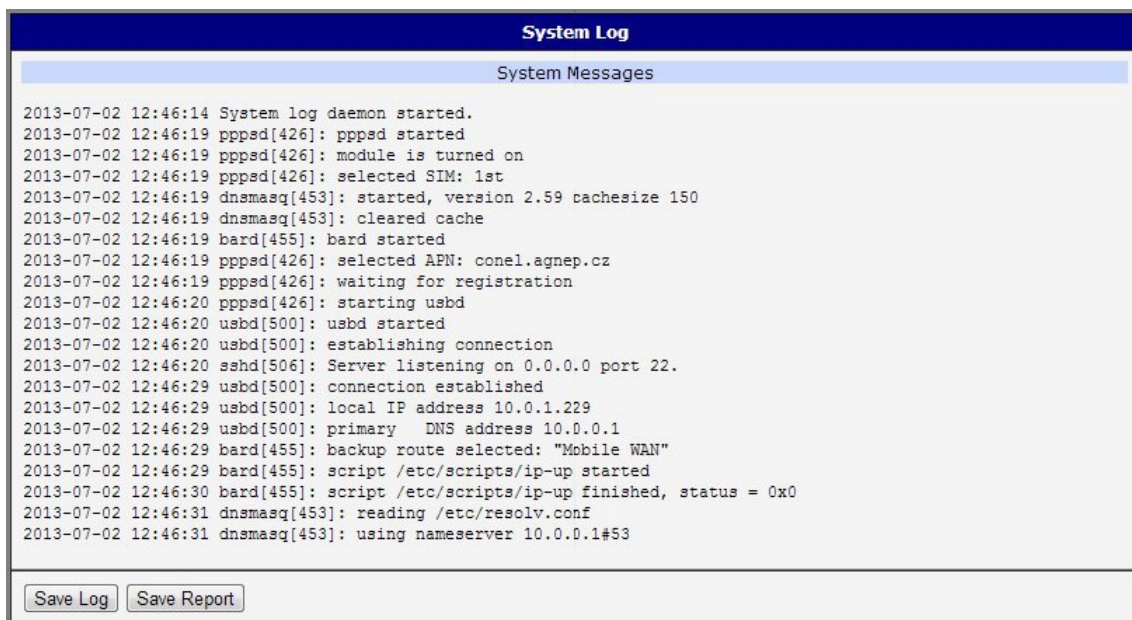 System Log
System Messages
2013-07-02 12:46:14 System log daemon started.
2013-07-02 12:46:19 pppsd[426]: pppsd started
2013-07-02 12:46:19 pppsd[426]: module is turned on
2013-07-02 12:46:19 pppsd[426]: selected SIM: 1st
2013-07-02 12:46:19 dnsmasq[453]: started, version 2.59 cachesize 150
2013-07-02 12:46:19 dnsmasq[453]: cleared cache
2013-07-02 12:46:19 bard[455]: bard started
2013-07-02 12:46:19 pppsd[426]: selected APN: conel.agnep.cz
2013-07-02 12:46:19 pppsd[426]: waiting for registration
2013-07-02 12:46:20 pppsd[426]: starting usbd
2013-07-02 12:46:20 usbd[500]: usbd started
2013-07-02 12:46:20 usbd[500]: establishing connection
2013-07-02 12:46:20 sshd[506]: Server listening on 0.0.0.0 port 22.
2013-07-02 12:46:29 usbd[500]: connection established
2013-07-02 12:46:29 usbd[500]: local IP address 10.0.1.229
2013-07-02 12:46:29 usbd[500]: primary   DNS address 10.0.0.1
2013-07-02 12:46:29 bard[455]: backup route selected: "Mobile WAN"
2013-07-02 12:46:29 bard[455]: script /etc/scripts/ip-up started
2013-07-02 12:46:30 bard[455]: script /etc/scripts/ip-up finished, status = 0x0
2013-07-02 12:46:31 dnsmasq[453]: reading /etc/resolv.conf
2013-07-02 12:46:31 dnsmasq[453]: using nameserver 10.0.0.1#53
Save Log Save Report